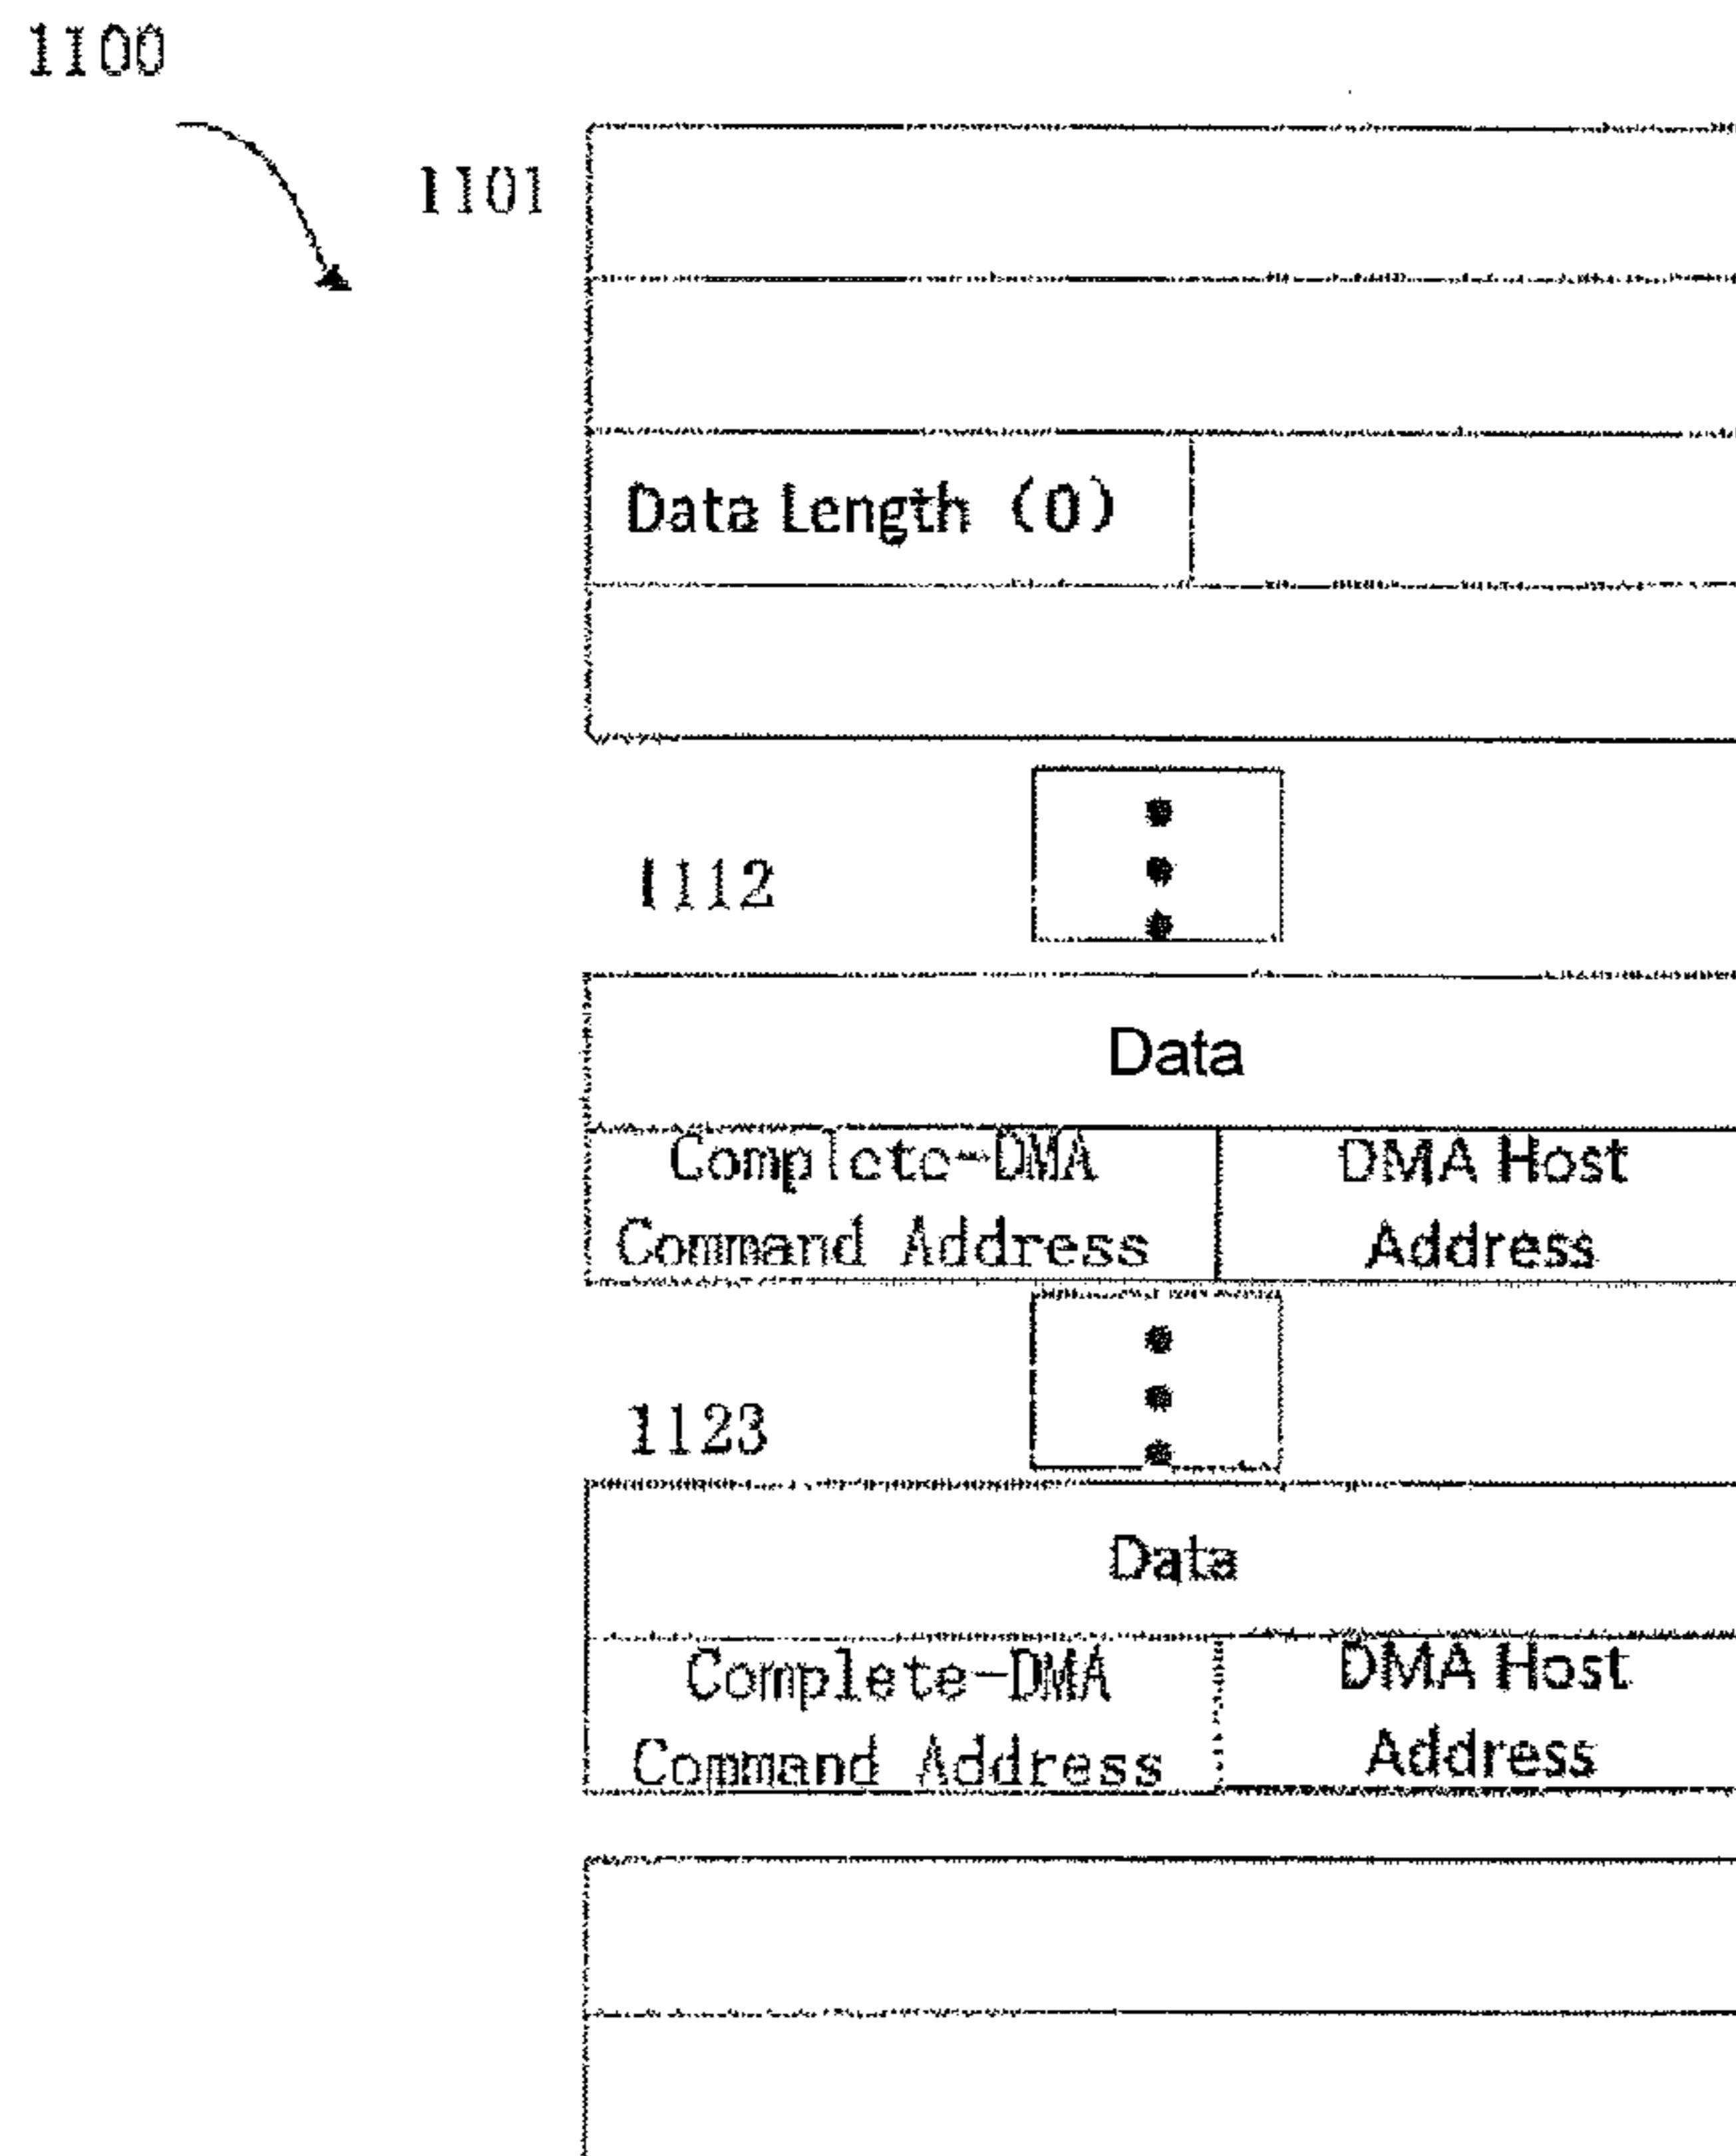 1100
1101
Data Length (0)
1112
Data
Complete-DMA
Command Address
DMA Host
Address
1123
Data
Complete-DMA
Command Address
DMA Host
Address